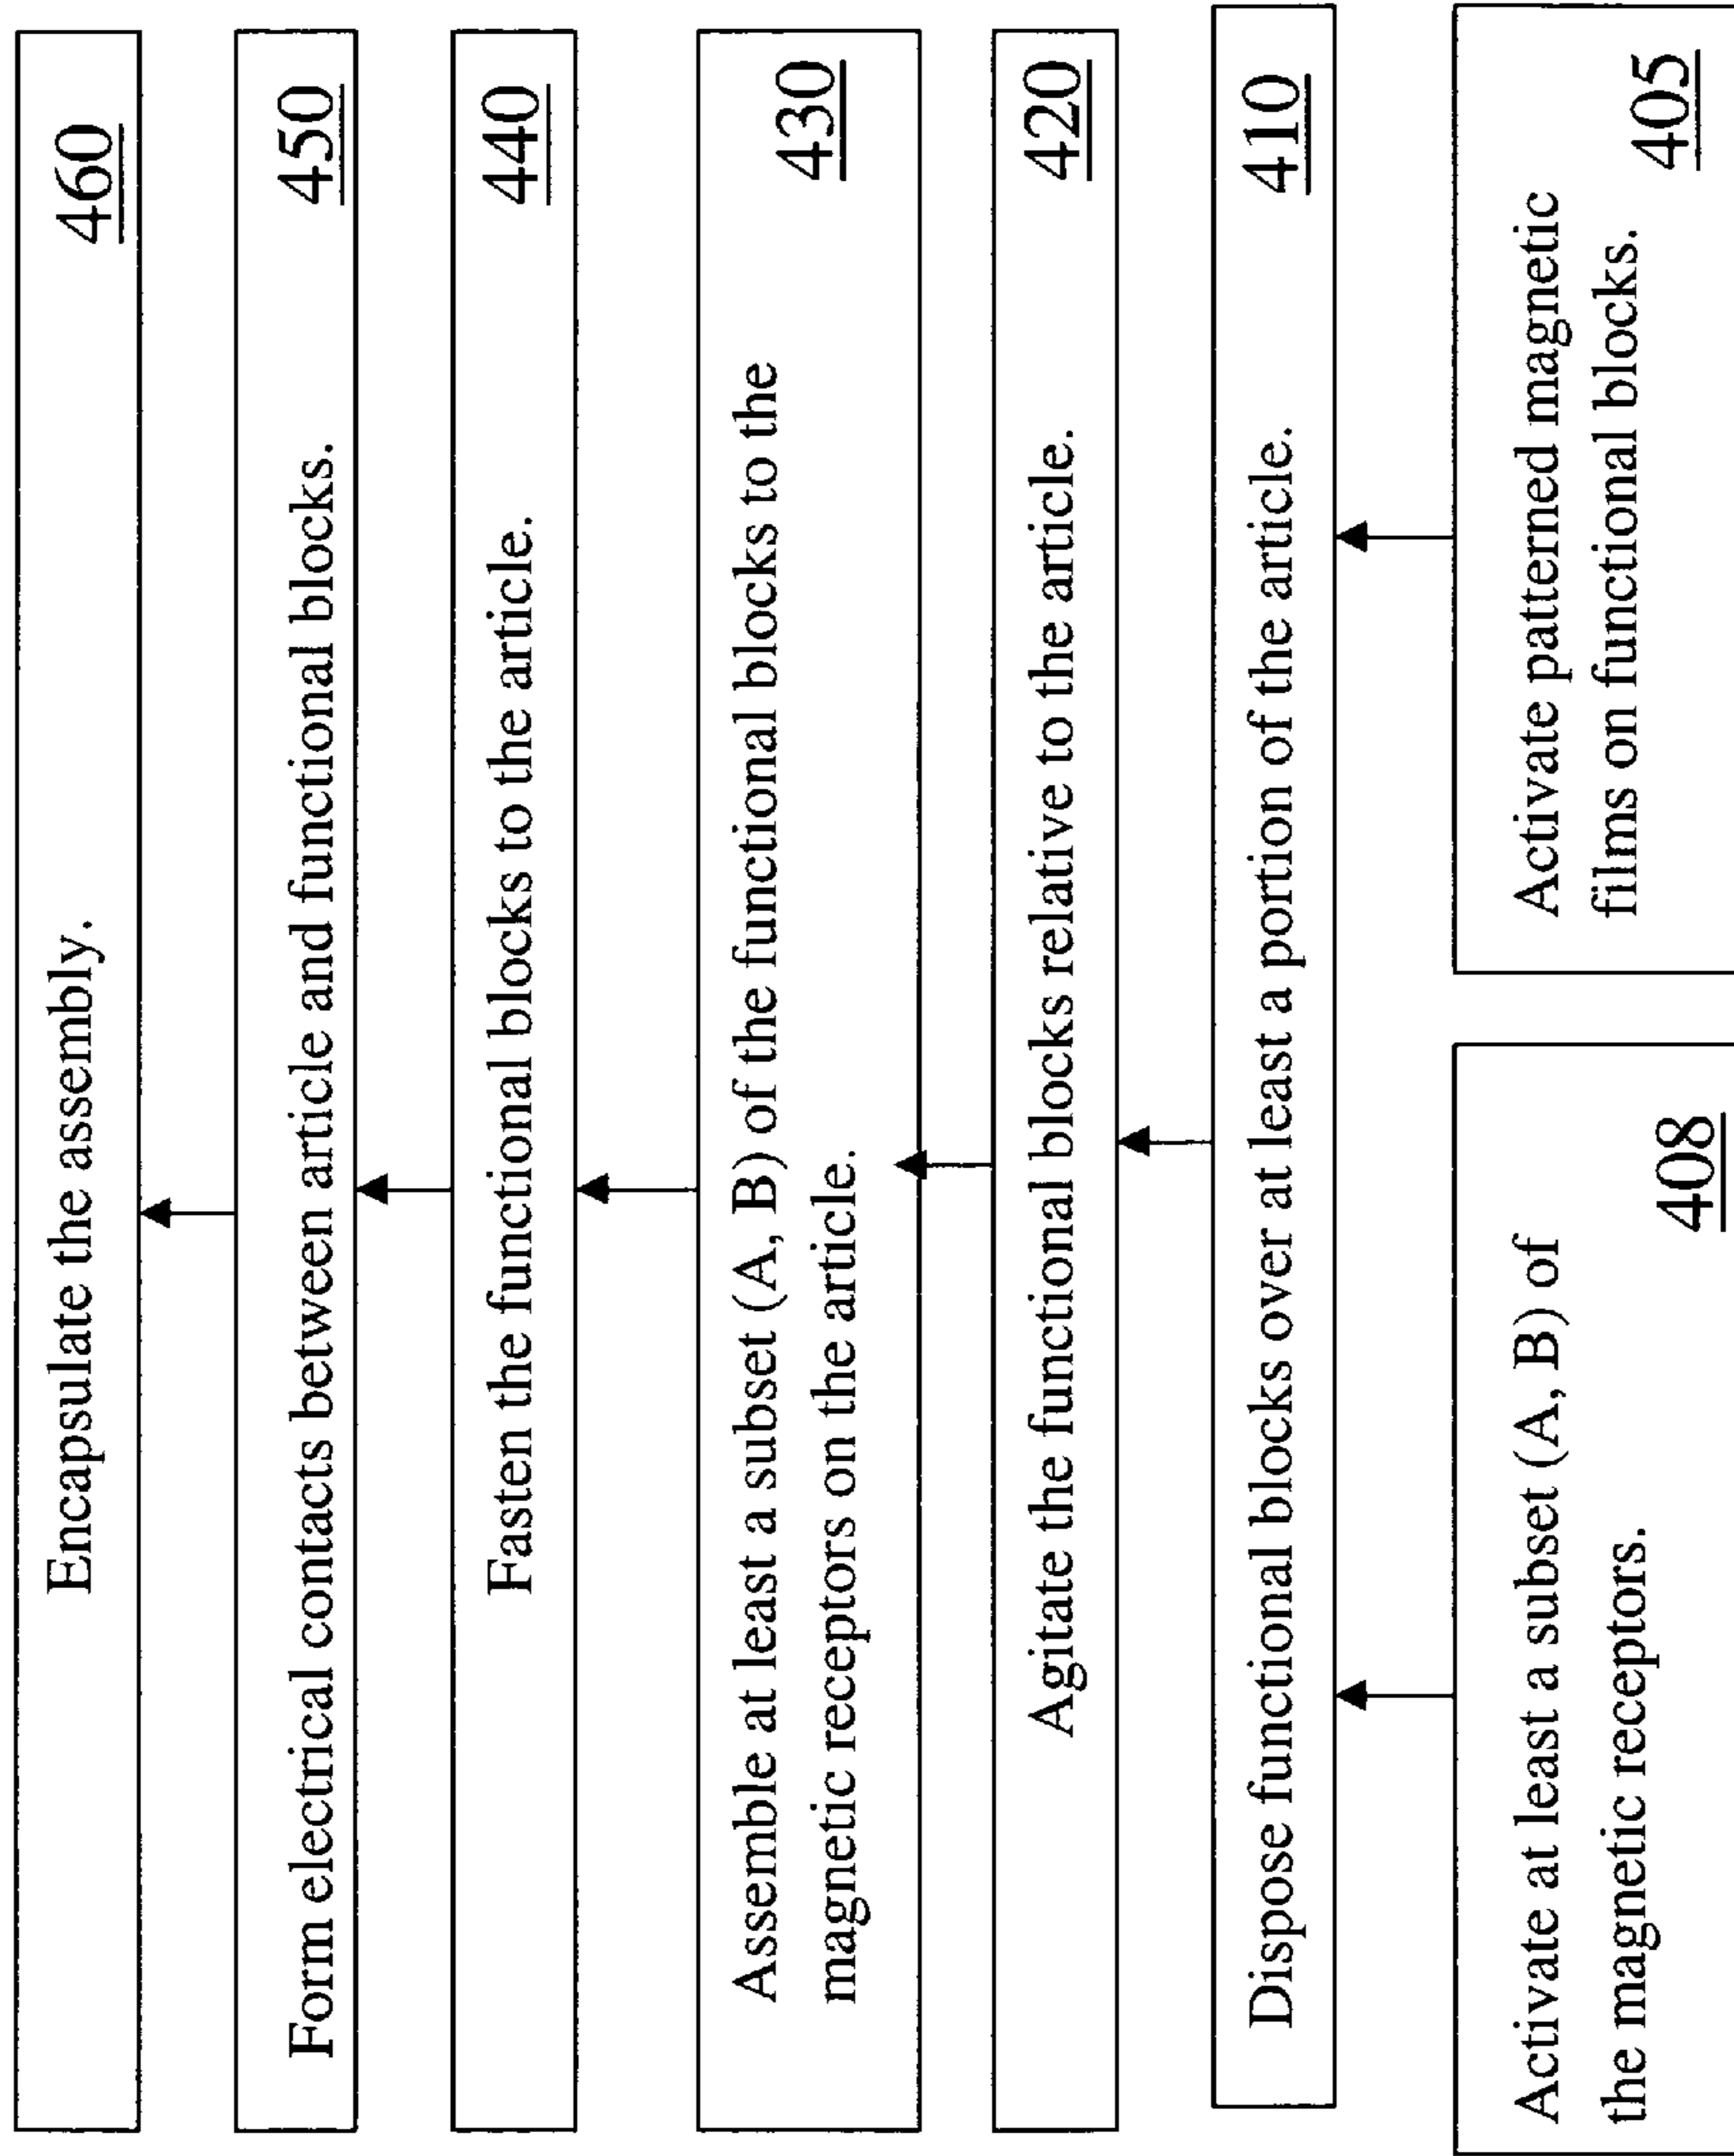 Encapsulate the assembly. 460
Form electrical contacts between article and functional blocks. 450
Fasten the functional blocks to the article. 440
Assemble at least a subset (A, B) of the functional blocks to the
magnetic receptors on the article. 430
Agitate the functional blocks relative to the article. 420
Dispose functional blocks over at least a portion of the article. 410
Activate at least a subset (A, B) of
the magnetic receptors.
408
Activate patterned magnetic
films on functional blocks. 405